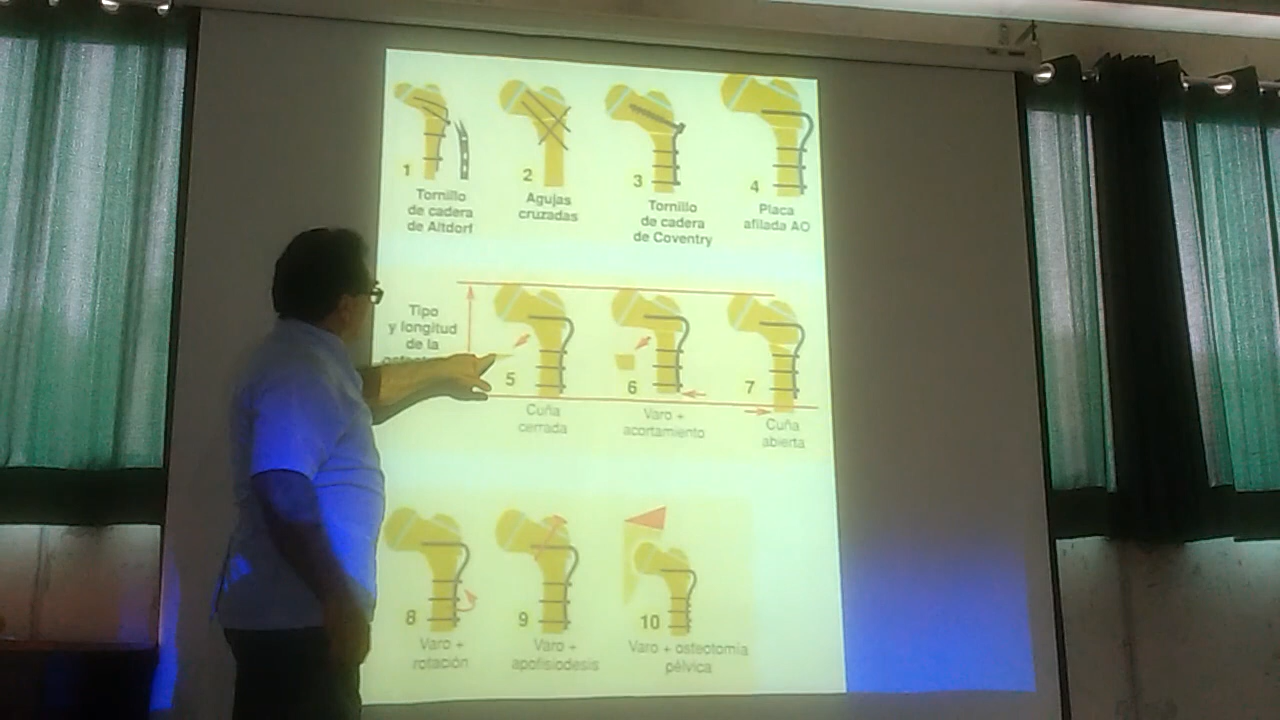 1
Tornillo
de cadera
de Altdorf
2
Agujas
cruzadas
3
Tornillo
de cadera
de Coventry
4
Placa
afilada AO
Tipo
y longitud
de la
5
Cuña
cerrada
6
Varo +
acortamiento
7
Cuña
abierta
8
Varo +
rotación
9
Varo +
apofisiodesis
10
Varo + osteotomía
pélvica